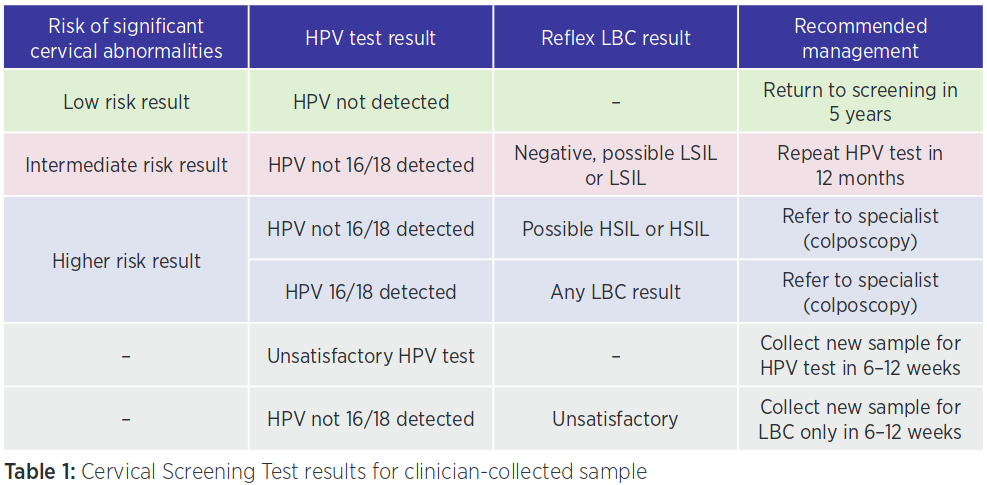 Risk of significant
cervical abnormalities
HPV test result
Reflex LBC result
Recommended
management
Low risk result
HPV not detected
–
Return to screening in
5 years
Intermediate risk result
HPV not 16/18 detected
Negative, possible LSIL
or LSIL
Repeat HPV test in
12 months
Higher risk result
HPV not 16/18 detected
Possible HSIL or HSIL
Refer to specialist
(colposcopy)
HPV 16/18 detected
Any LBC result
Refer to specialist
(colposcopy)
–
Unsatisfactory HPV test
–
Collect new sample for
HPV test in 6–12 weeks
–
HPV not 16/18 detected
Unsatisfactory
Collect new sample for
LBC only in 6–12 weeks
Table 1: Cervical Screening Test results for clinician-collected sample